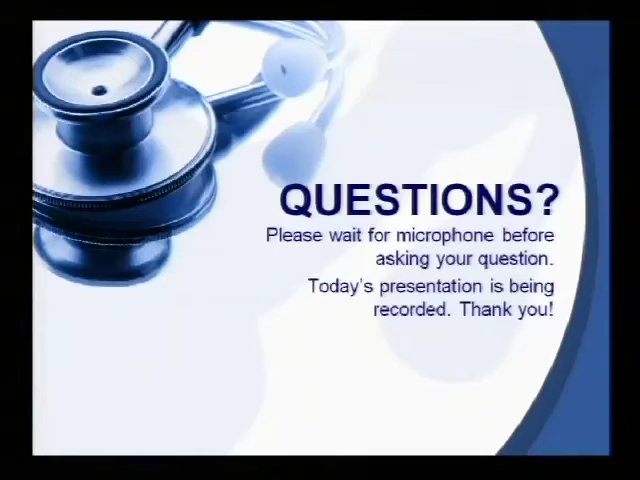 QUESTIONS?
Please wait for microphone before
asking your question.
Today's presentation is being
recorded. Thank you!